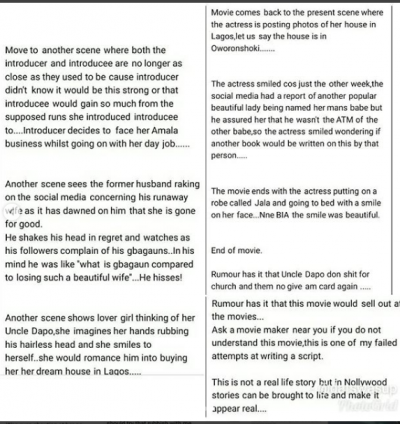 Move to another scene where both the
introducer and introducee are no longer as
close as they used to be cause introducer
didn't know it would be this strong or that
introducee would gain so much from the
supposed runs she introduced introducee
to....Introducer decides to face her Amala
business whilst going on with her day job......
Another scene sees the former husband raking
on the social media concerning his runaway
wife as it has dawned on him that she is gone
for good.
He shakes his head in regret and watches as
his followers complain of his gbagauns..In his
mind he was like "what is gbagaun compared
to losing such a beautiful wife"...He hisses!
Another scene shows lover girl thinking of her
Uncle Dapo,she imagines her hands rubbing
his hairless head and she smiles to
herself..she would romance him into buying
her her dream house in Lagos.....
Movie comes back to the present scene where
the actress is posting photos of her house in
Lagos,let us say the house is in
Oworonshoki.......
The actress smiled cos just the other week,the
social media had a report of another popular
beautiful lady being named her mans babe but
he assured her that he wasn't the ATM of the
other babe,so the actress smiled wondering if
another book would be written on this by that
person.....
The movie ends with the actress putting on a
robe called Jala and going to bed with a smile
on her face...Nne BIA the smile was beautiful.
End of movie.
Rumour has it that Uncle Dapo don shit for
church and them no give am card again .....
Rumour has it that this movie would sell out at
the movies...
Ask a movie maker near you if you do not
understand this movie,this is one of my failed
attempts at writing a script.
This is not a real life story but in Nollywood
stories can be brought to life and make it
appear real....